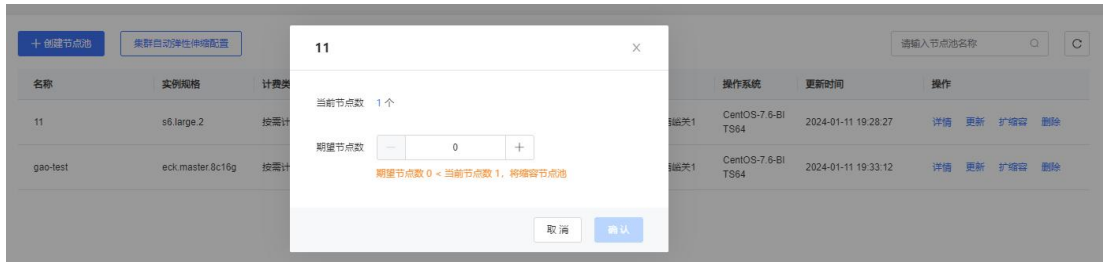 + 创建节点池
集群自动弹性伸缩配置
请输入节点池名称
名称 实例规格 计费类 操作系统 更新时间 操作
11 s6.large.2 按需计 CentOS-7.6-BI
TS64 2024-01-11 19:28:27 详情 更新 扩缩容 删除
gao-test eck.master.8c16g 按需计 CentOS-7.6-BI
TS64 2024-01-11 19:33:12 详情 更新 扩缩容 删除
11
当前节点数 1 个
期望节点数 0
期望节点数 0 < 当前节点数 1，将缩容节点池
取消 确认